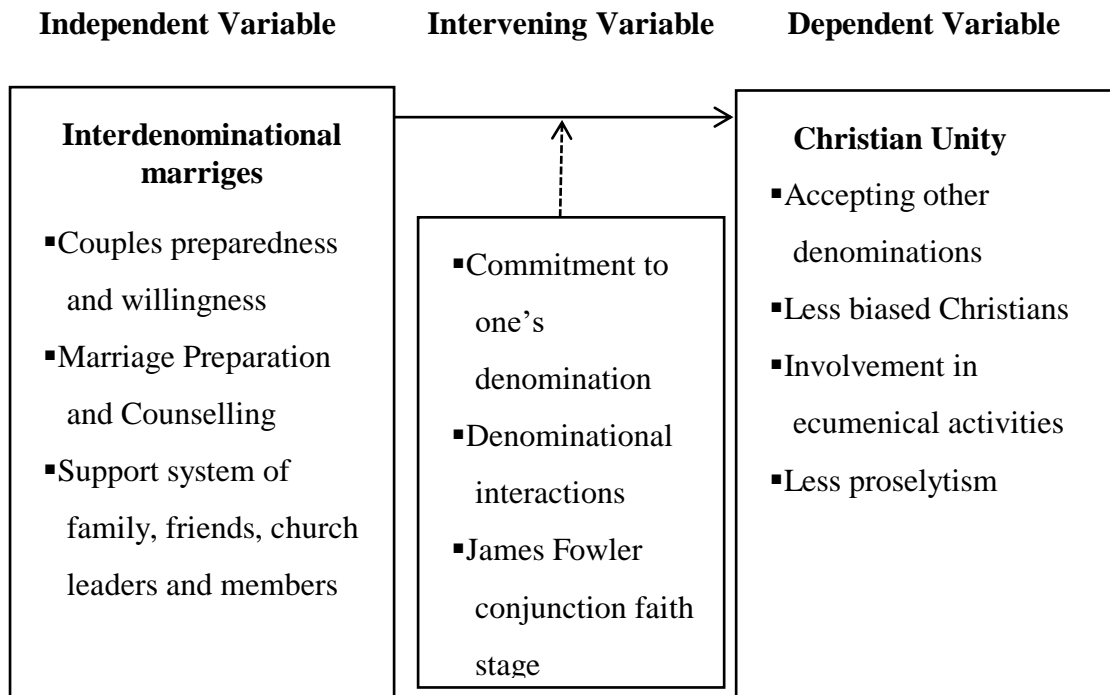 Independent Variable
Intervening Variable
Dependent Variable
Interdenominational
marriges
▪Couples preparedness
and willingness
▪Marriage Preparation
and Counselling
▪Support system of
family, friends, church
leaders and members
▪Commitment to
one’s
denomination
▪Denominational
interactions
▪James Fowler
conjunction faith
stage
Christian Unity
▪Accepting other
denominations
▪Less biased Christians
▪Involvement in
ecumenical activities
▪Less proselytism